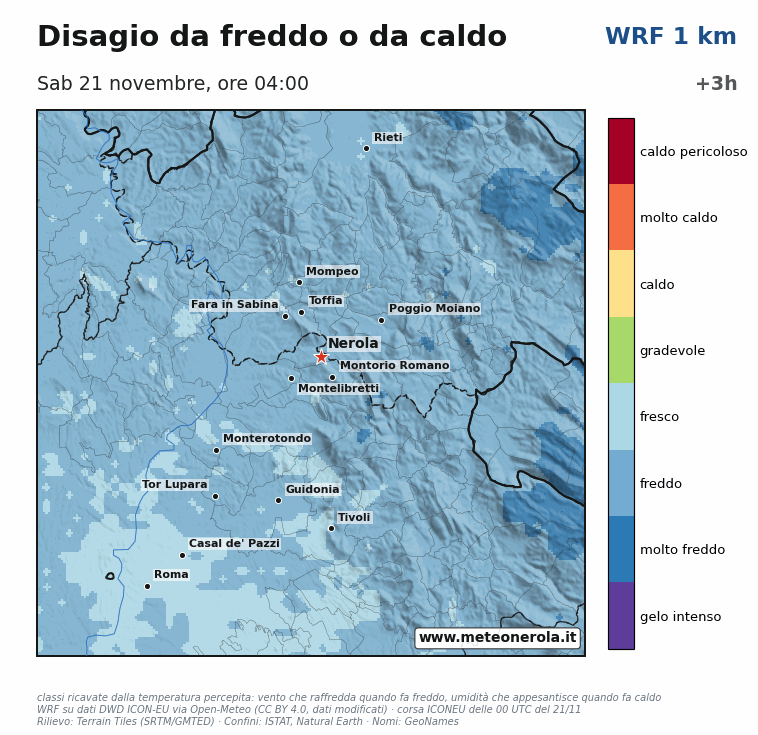 Disagio da freddo o da caldo
WRF 1 km
Sab 21 novembre, ore 04:00
+3h
Rieti
Mompeo
Toffia
Fara in Sabina
Poggio Moiano
Nerola
Montorio Romano
Montelibretti
Monterotondo
Tor Lupara
Guidonia
Tivoli
Casal de' Pazzi
Roma
www.meteonerola.it
caldo pericoloso
molto caldo
caldo
gradevole
fresco
freddo
molto freddo
gelo intenso
classi ricavate dalla temperatura percepita: vento che raffredda quando fa freddo, umidità che appesantisce quando fa caldo
WRF su dati DWD ICON-EU via Open-Meteo (CC BY 4.0, dati modificati) · corsa ICONEU delle 00 UTC del 21/11
Rilievo: Terrain Tiles (SRTM/GMTED) · Confini: ISTAT, Natural Earth · Nomi: GeoNames